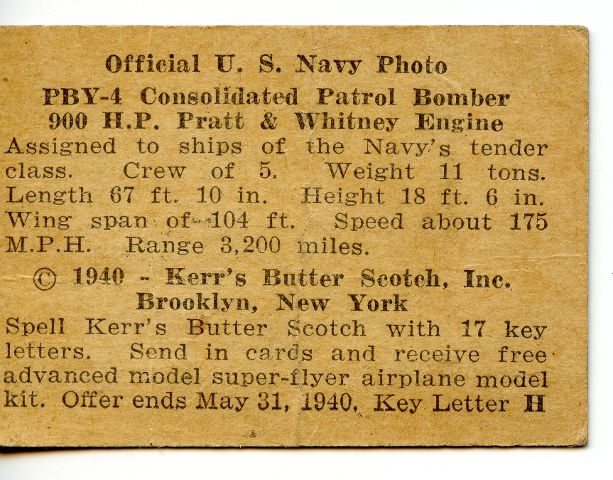 Official U. S. Navy Photo
PBY-4 Consolidated Patrol Bomber
900 H.P. Pratt & Whitney Engine
Assigned to ships of the Navy's tender
class. Crew of 5. Weight 11 tons.
Length 67 ft. 10 in. Height 18 ft. 6 in.
Wing span of 104 ft. Speed about 175
M.P.H. Range 3,200 miles.
© 1940 - Kerr's Butter Scotch, Inc.
Brooklyn, New York
Spell Kerr's Butter Scotch with 17 key
letters. Send in cards and receive free
advanced model super-flyer airplane model
kit. Offer ends May 31, 1940. Key Letter H